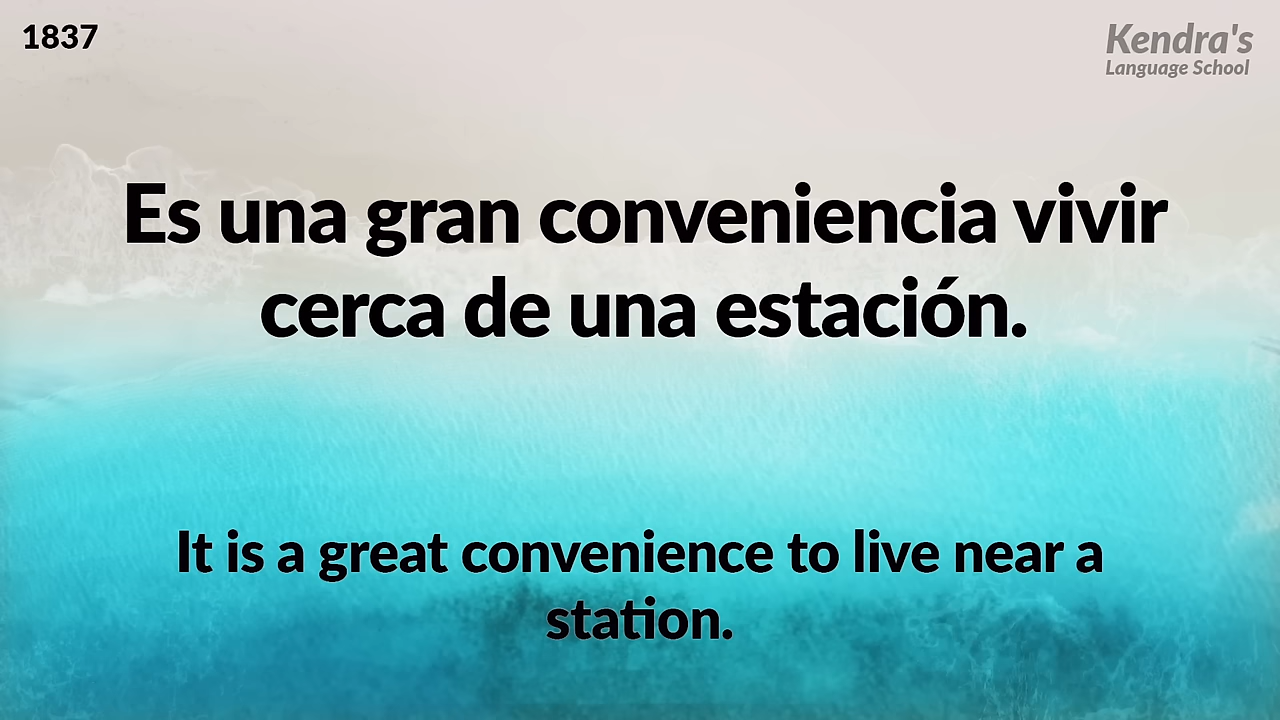 1837
Kendra's
Language School
Es una gran conveniencia vivir
cerca de una estación.
It is a great convenience to live near a
station.